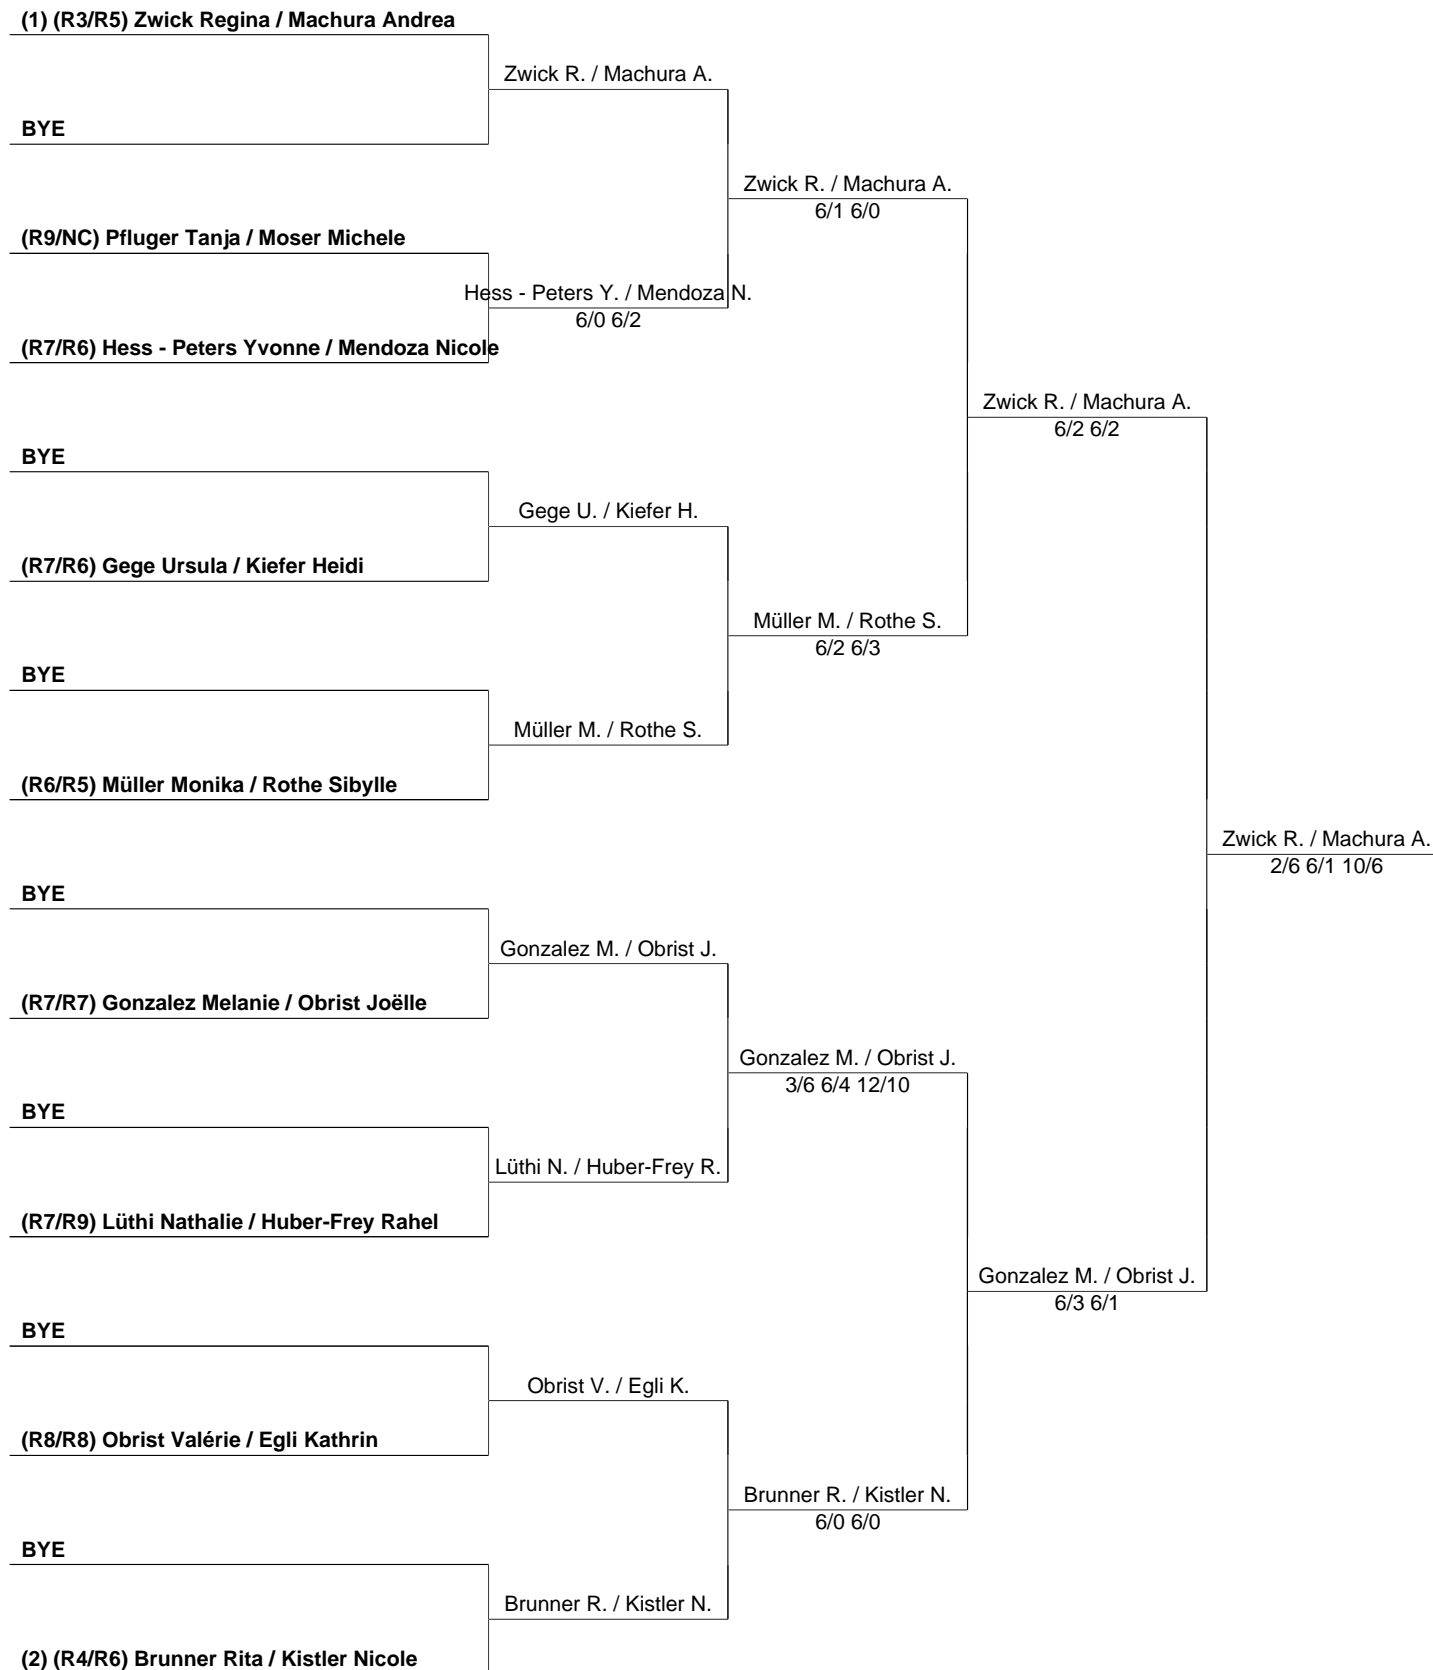 (1) (R3/R5) Zwick Regina / Machura Andrea
Zwick R. / Machura A.
BYE
Zwick R. / Machura A.
6/1 6/0
(R9/NC) Pfluger Tanja / Moser Michele
Hess - Peters Y. / Mendoza N.
6/0 6/2
(R7/R6) Hess - Peters Yvonne / Mendoza Nicole
Zwick R. / Machura A.
6/2 6/2
BYE
Gege U. / Kiefer H.
(R7/R6) Gege Ursula / Kiefer Heidi
Müller M. / Rothe S.
6/2 6/3
BYE
Müller M. / Rothe S.
(R6/R5) Müller Monika / Rothe Sibylle
Zwick R. / Machura A.
2/6 6/1 10/6
BYE
Gonzalez M. / Obrist J.
(R7/R7) Gonzalez Melanie / Obrist Joëlle
Gonzalez M. / Obrist J.
3/6 6/4 12/10
BYE
Lüthi N. / Huber-Frey R.
(R7/R9) Lüthi Nathalie / Huber-Frey Rahel
Gonzalez M. / Obrist J.
6/3 6/1
BYE
Obrist V. / Egli K.
(R8/R8) Obrist Valérie / Egli Kathrin
Brunner R. / Kistler N.
6/0 6/0
BYE
Brunner R. / Kistler N.
(2) (R4/R6) Brunner Rita / Kistler Nicole